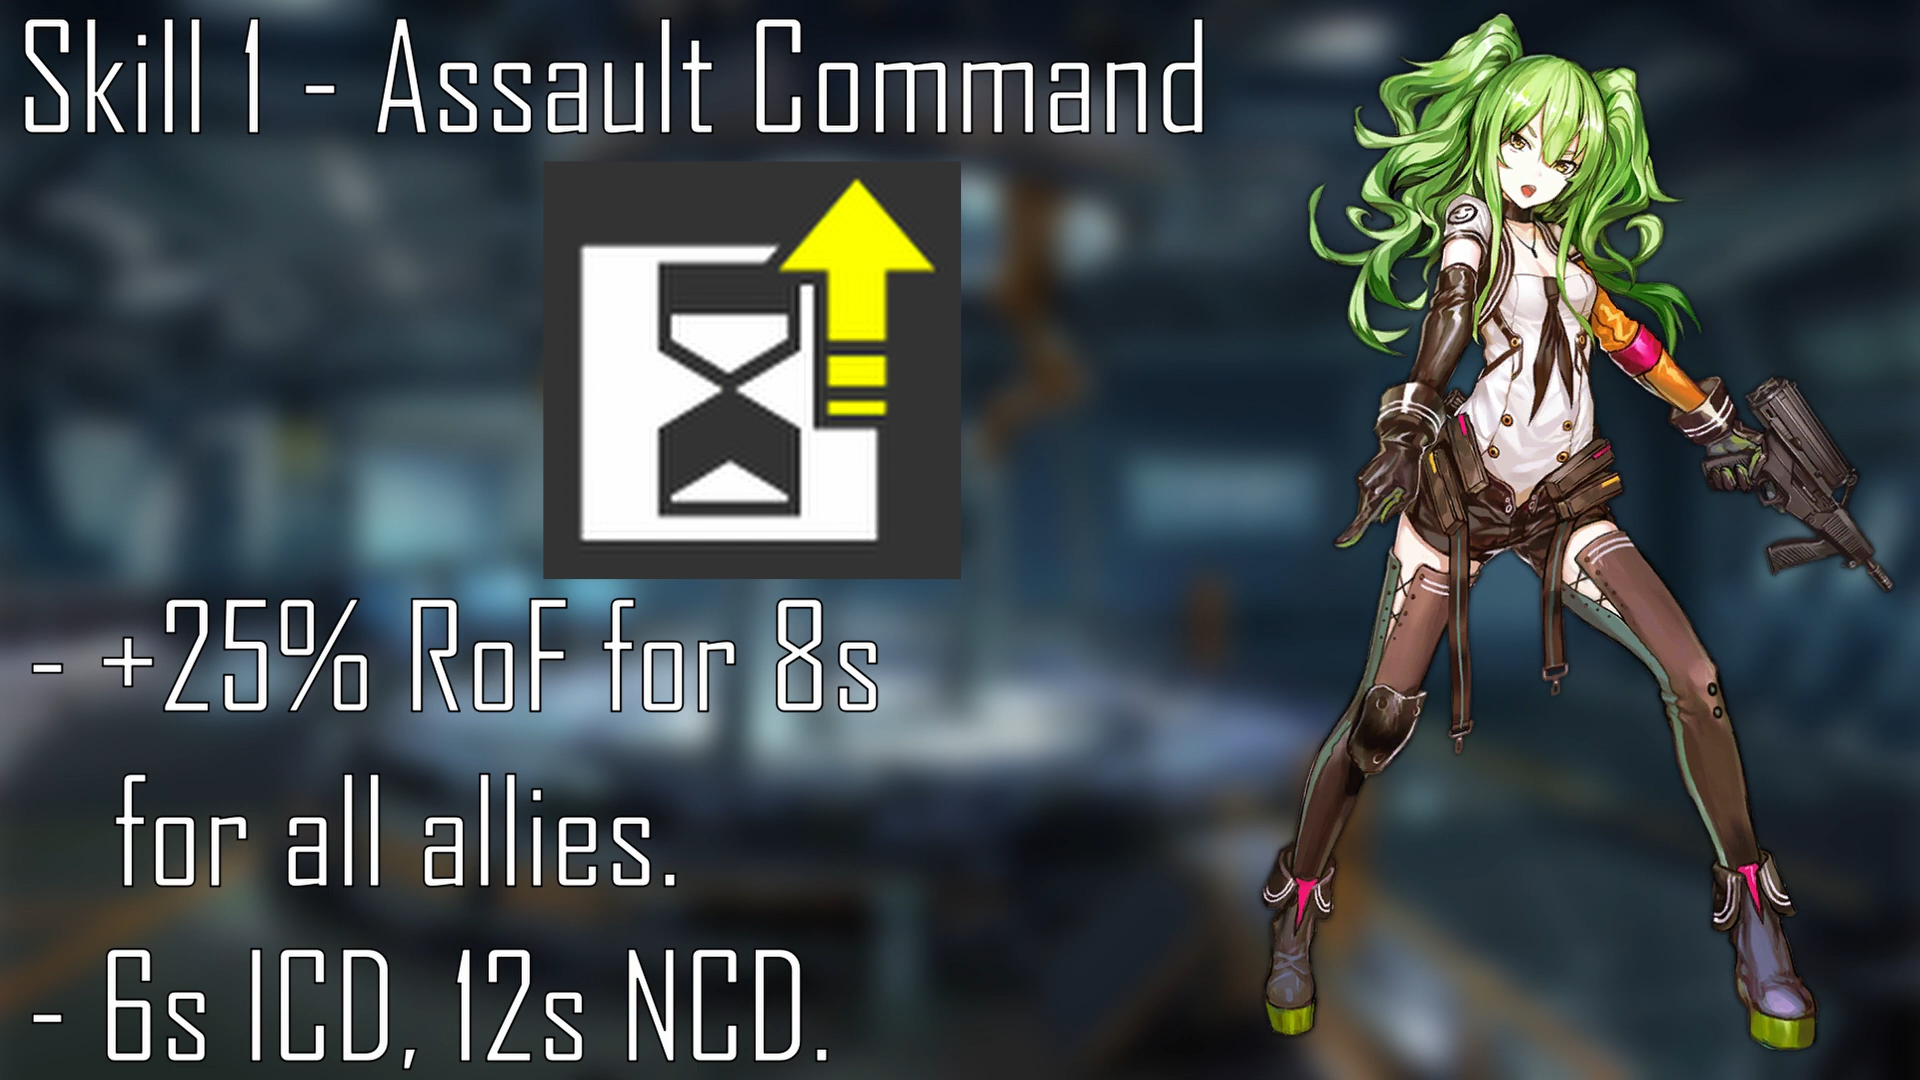 Skill 1 - Assault Command
- +25% RoF for 8s
for all allies.
- 6s ICD, 12s NCD.